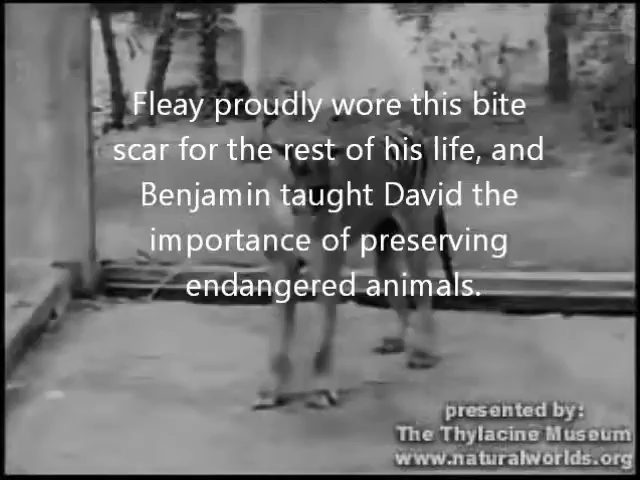 Fleay proudly wore this bite
scar for the rest of his life, and
Benjamin taught David the
importance of preserving
endangered animals.
presented by:
The Thylacine Museum
www.naturalworlds.org